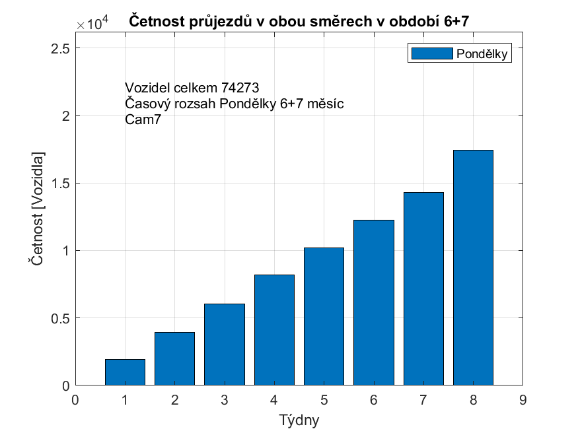 Četnost průjezdů v obou směrech v období 6+7
×10⁴
Pondělky
Vozidel celkem 74273
Časový rozsah Pondělky 6+7 měsíc
Cam7
Četnost [Vozidla]
2.5
2
1.5
1
0.5
0
0 1 2 3 4 5 6 7 8 9
Týdny